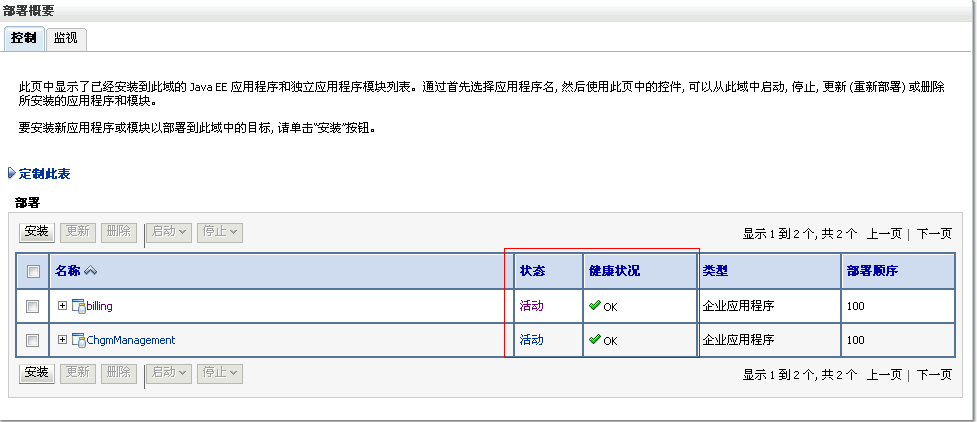 部署概要
控制 监视
此页中显示了已经安装到此域的 Java EE 应用程序和独立应用程序模块列表。通过首先选择应用程序名, 然后使用此页中的控件, 可以从此域中启动, 停止, 更新 (重新部署) 或删除
所安装的应用程序和模块。
要安装新应用程序或模块以部署到此域中的目标, 请单击“安装”按钮。
定制此表
部署
安装 更新 删除 启动 停止 显示 1 到 2 个, 共 2 个 上一页 | 下一页
名称 状态 健康状况 类型 部署顺序
billing 活动 OK 企业应用程序 100
ChgmManagement 活动 OK 企业应用程序 100
安装 更新 删除 启动 停止 显示 1 到 2 个, 共 2 个 上一页 | 下一页